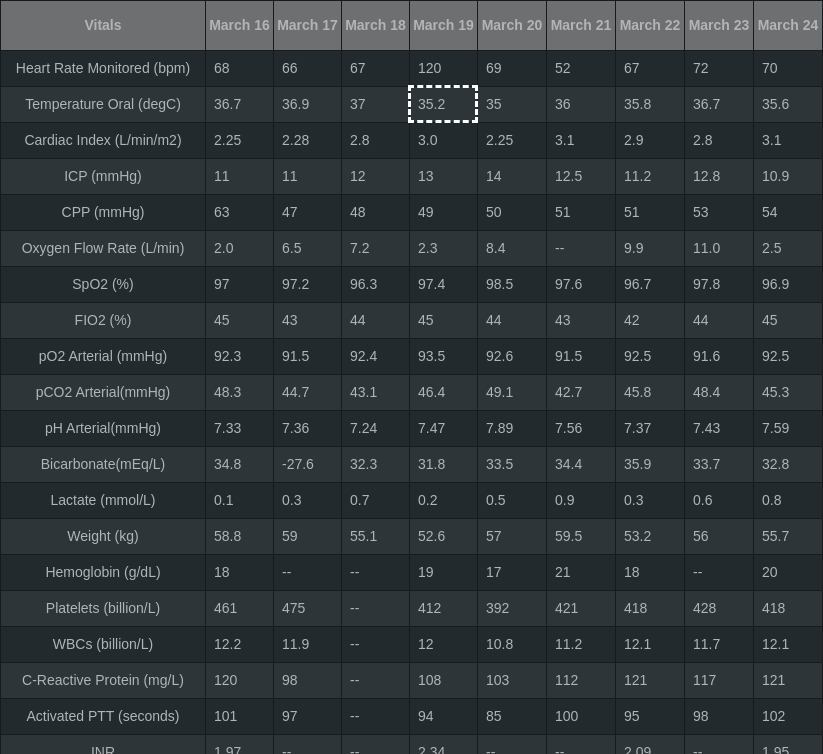 Vitals March 16 March 17 March 18 March 19 March 20 March 21 March 22 March 23 March 24
Heart Rate Monitored (bpm) 68 66 67 120 69 52 67 72 70
Temperature Oral (degC) 36.7 36.9 37 35.2 35 36 35.8 36.7 35.6
Cardiac Index (L/min/m2) 2.25 2.28 2.8 3.0 2.25 3.1 2.9 2.8 3.1
ICP (mmHg) 11 11 12 13 14 12.5 11.2 12.8 10.9
CPP (mmHg) 63 47 48 49 50 51 51 53 54
Oxygen Flow Rate (L/min) 2.0 6.5 7.2 2.3 8.4 -- 9.9 11.0 2.5
SpO2 (%) 97 97.2 96.3 97.4 98.5 97.6 96.7 97.8 96.9
FIO2 (%) 45 43 44 45 44 43 42 44 45
pO2 Arterial (mmHg) 92.3 91.5 92.4 93.5 92.6 91.5 92.5 91.6 92.5
pCO2 Arterial(mmHg) 48.3 44.7 43.1 46.4 49.1 42.7 45.8 48.4 45.3
pH Arterial(mmHg) 7.33 7.36 7.24 7.47 7.89 7.56 7.37 7.43 7.59
Bicarbonate(mEq/L) 34.8 -27.6 32.3 31.8 33.5 34.4 35.9 33.7 32.8
Lactate (mmol/L) 0.1 0.3 0.7 0.2 0.5 0.9 0.3 0.6 0.8
Weight (kg) 58.8 59 55.1 52.6 57 59.5 53.2 56 55.7
Hemoglobin (g/dL) 18 -- -- 19 17 21 18 -- 20
Platelets (billion/L) 461 475 -- 412 392 421 418 428 418
WBCs (billion/L) 12.2 11.9 -- 12 10.8 11.2 12.1 11.7 12.1
C-Reactive Protein (mg/L) 120 98 -- 108 103 112 121 117 121
Activated PTT (seconds) 101 97 -- 94 85 100 95 98 102
INR 1.97 -- -- 2.34 -- -- 2.09 -- 1.95